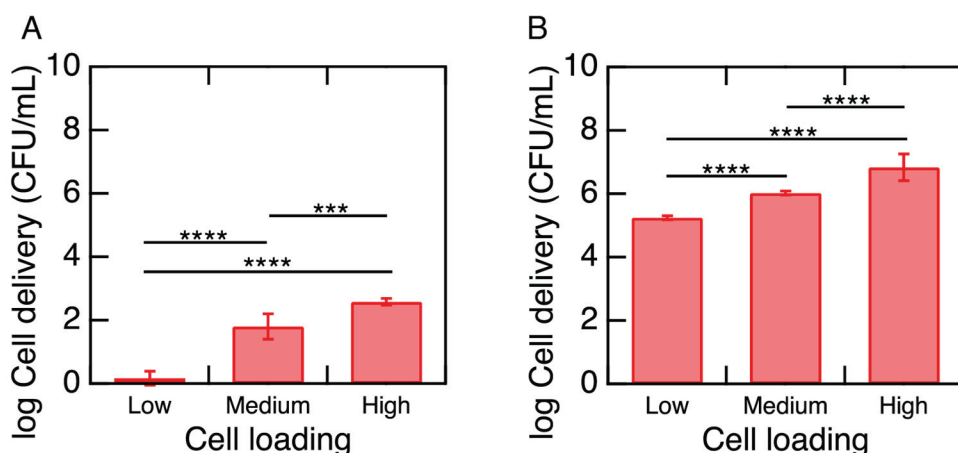 A
log Cell delivery (CFU/mL)
10
8
6
4
2
0
****
***
****
Low Medium High
Cell loading
B
log Cell delivery (CFU/mL)
10
8
6
4
2
0
****
****
****
Low Medium High
Cell loading